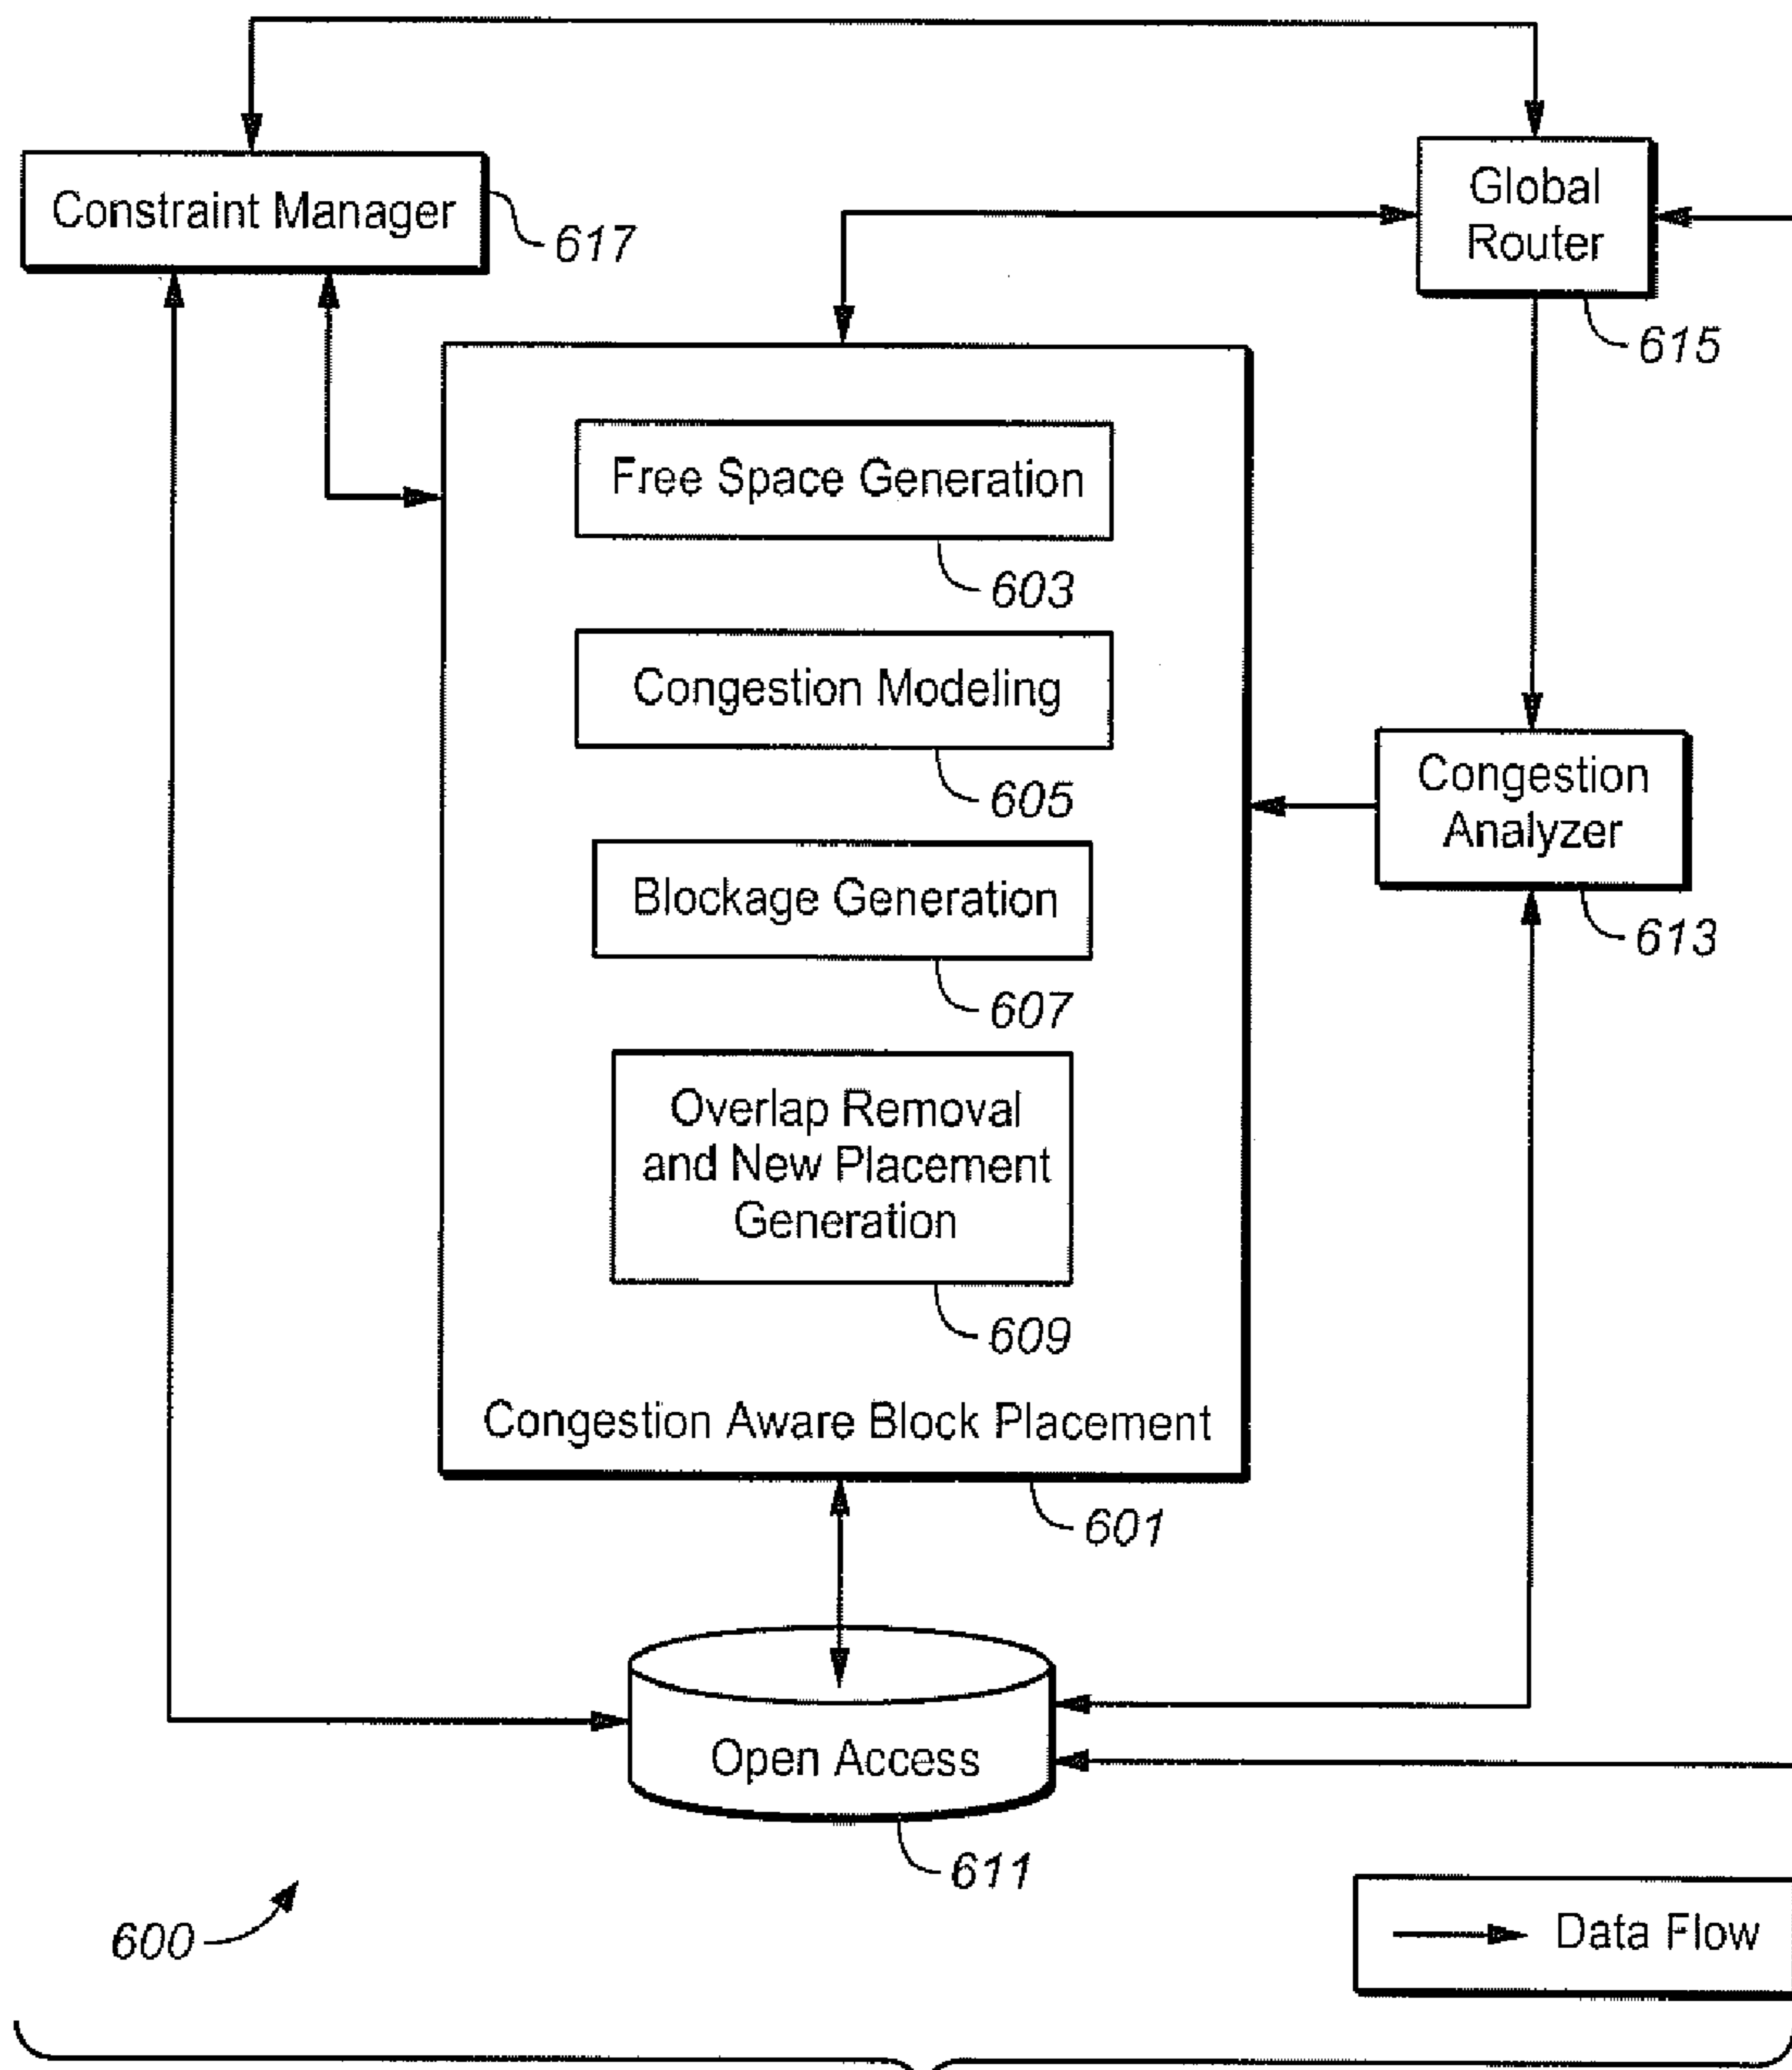 Constraint Manager
617
Global
Router
615
Free Space Generation
603
Congestion Modeling
605
Congestion
Analyzer
613
Blockage Generation
607
Overlap Removal
and New Placement
Generation
609
Congestion Aware Block Placement
601
Open Access
611
600
Data Flow